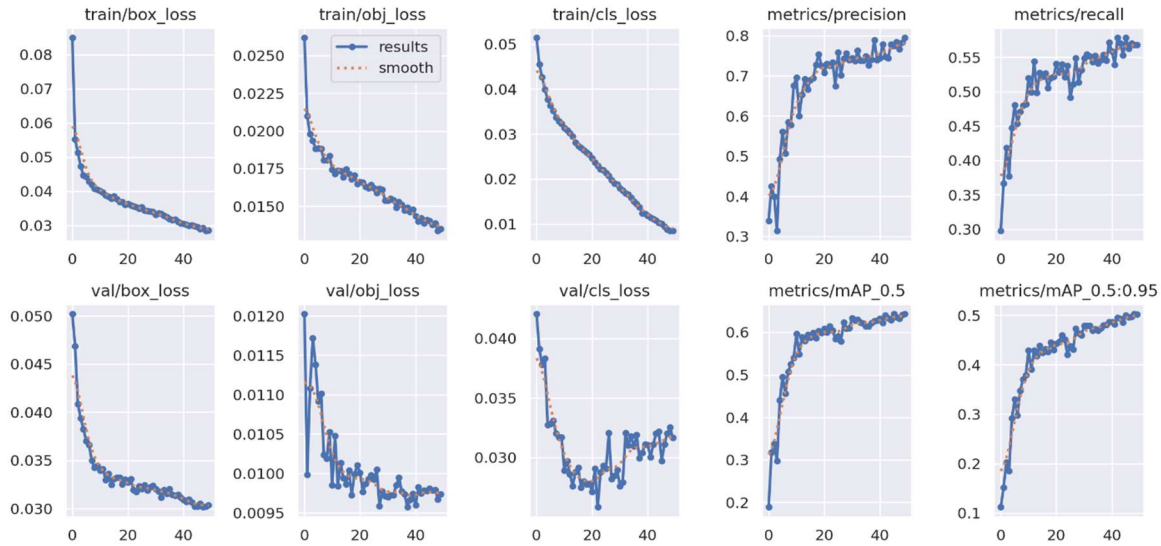 train/box_loss
train/obj_loss
train/cls_loss
metrics/precision
metrics/recall
0.08
0.07
0.06
0.05
0.04
0.03
0 20 40
0.0250
0.0225
0.0200
0.0175
0.0150
0 20 40
results
smooth
0.05
0.04
0.03
0.02
0.01
0 20 40
0.8
0.7
0.6
0.5
0.4
0.3
0 20 40
0.55
0.50
0.45
0.40
0.35
0.30
0 20 40
val/box_loss
val/obj_loss
val/cls_loss
metrics/mAP_0.5
metrics/mAP_0.5:0.95
0.050
0.045
0.040
0.035
0.030
0 20 40
0.0120
0.0115
0.0110
0.0105
0.0100
0.0095
0 20 40
0.040
0.035
0.030
0 20 40
0.6
0.5
0.4
0.3
0.2
0 20 40
0.5
0.4
0.3
0.2
0.1
0 20 40